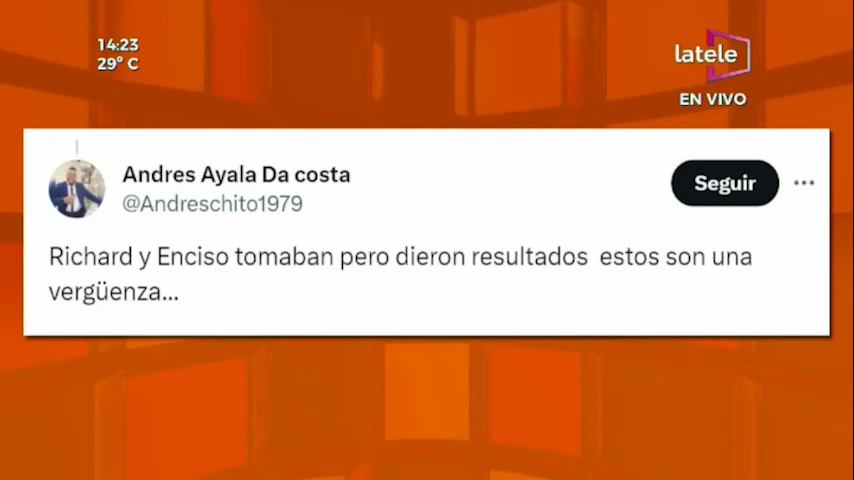 14:23
29° C
latele
EN VIVO
Andres Ayala Da costa
@Andreschito1979
Seguir
Richard y Enciso tomaban pero dieron resultados estos son una
vergüenza...